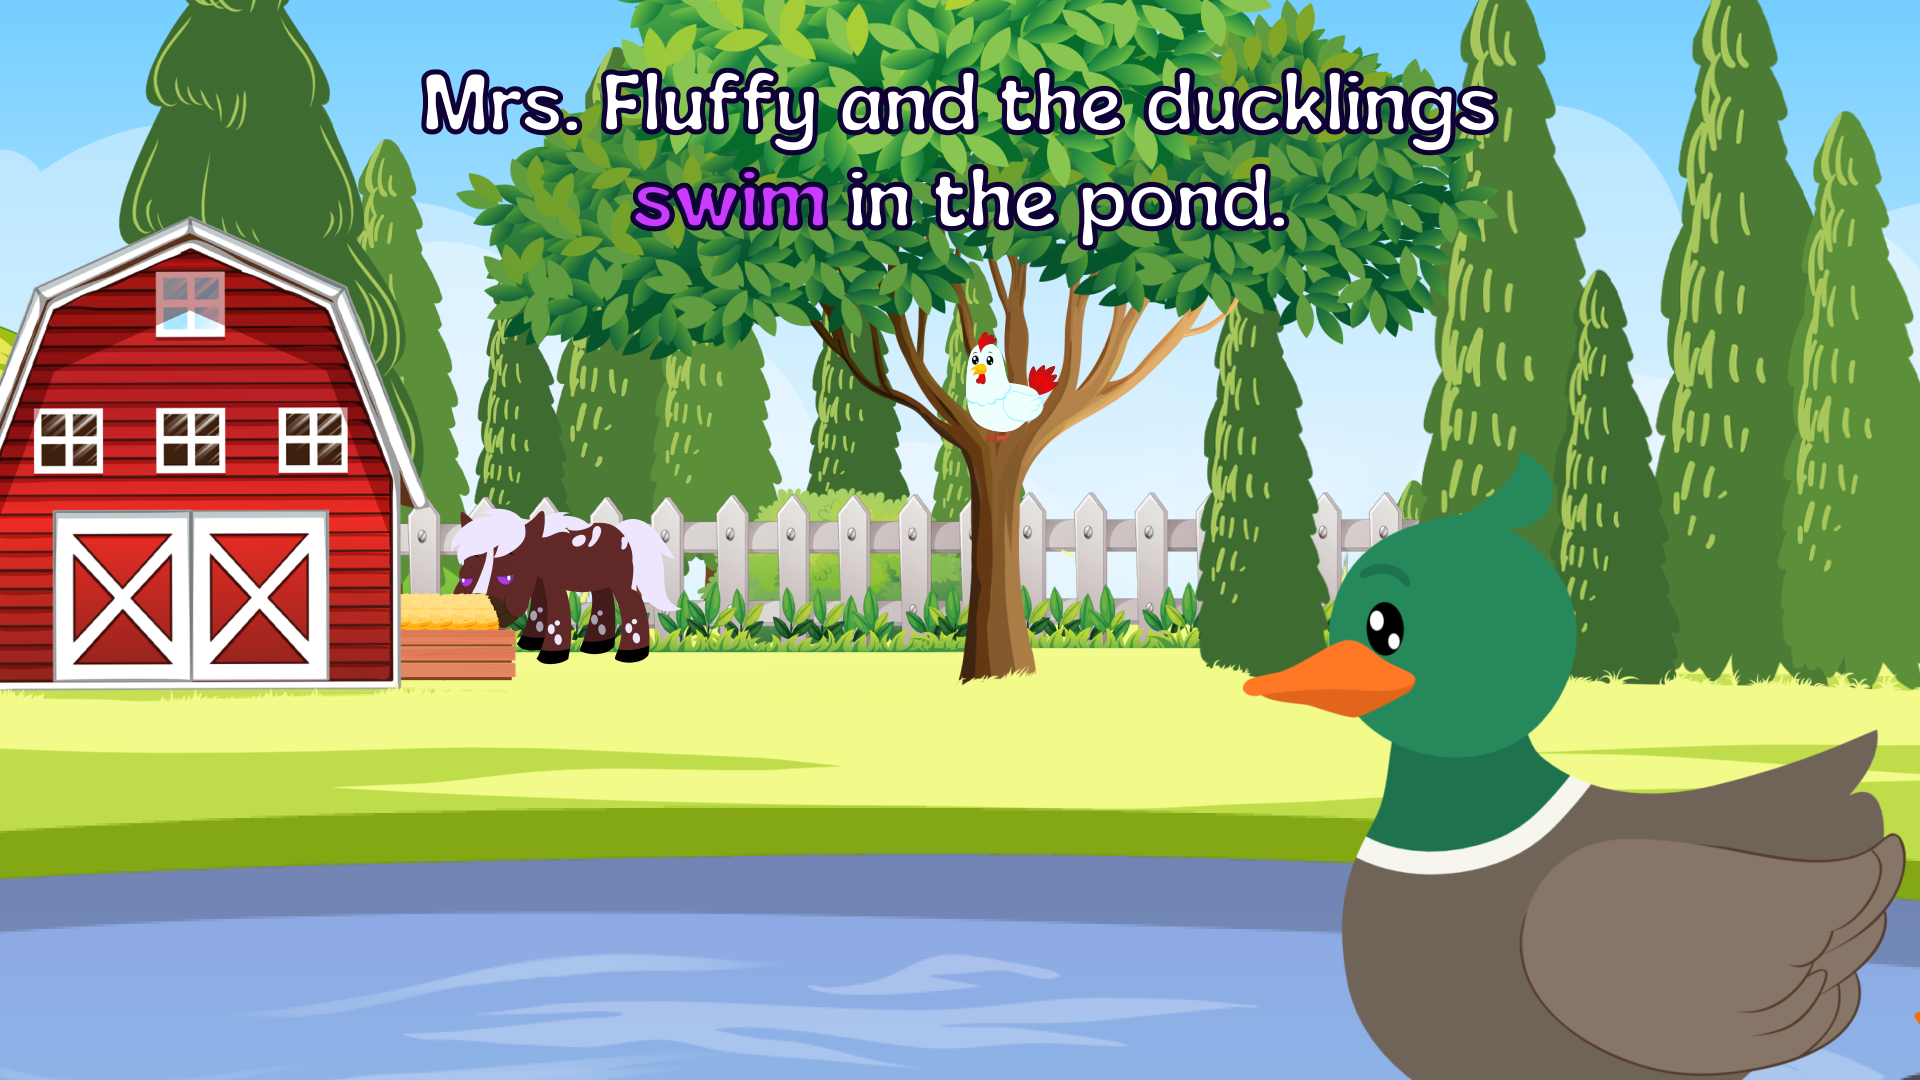 Mrs. Fluffy and the ducklings
swim in the pond.